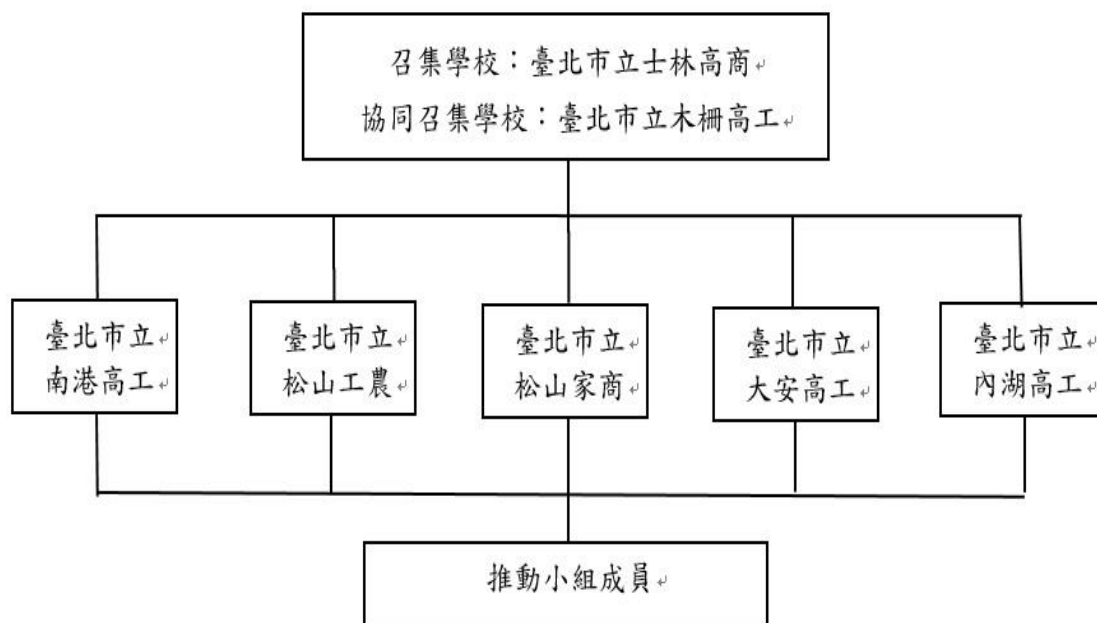 召集學校：臺北市立士林高商
協同召集學校：臺北市立木柵高工
臺北市立
南港高工
臺北市立
松山工農
臺北市立
松山家商
臺北市立
大安高工
臺北市立
內湖高工
推動小組成員